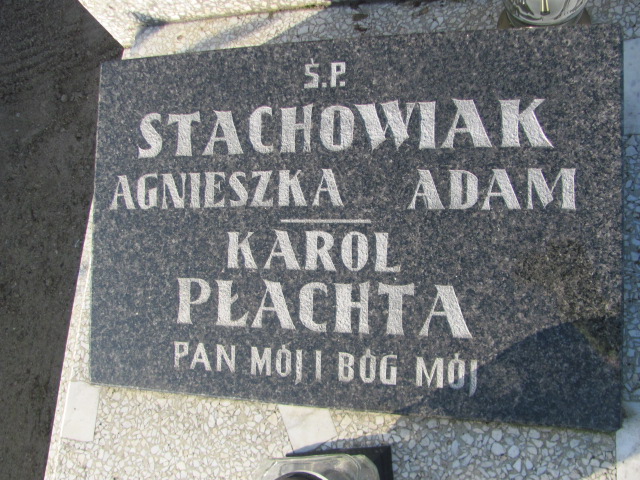 Ś.P.
STACHOWIAK
AGNIESZKA ADAM
KAROL
PŁACHTA
PAN MÓJ I BÓG MÓJ